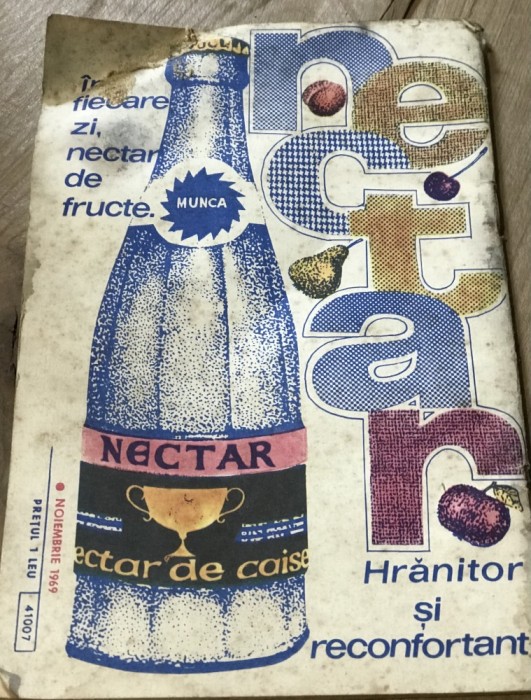 în
fiecare
zi,
nectar
de
fructe.
MUNCA
nectar
NECTAR
ectar de caise
Hrănitor
și
reconfortant
● NOIEMBRIE 1969
PREȚUL 1 LEU 41007